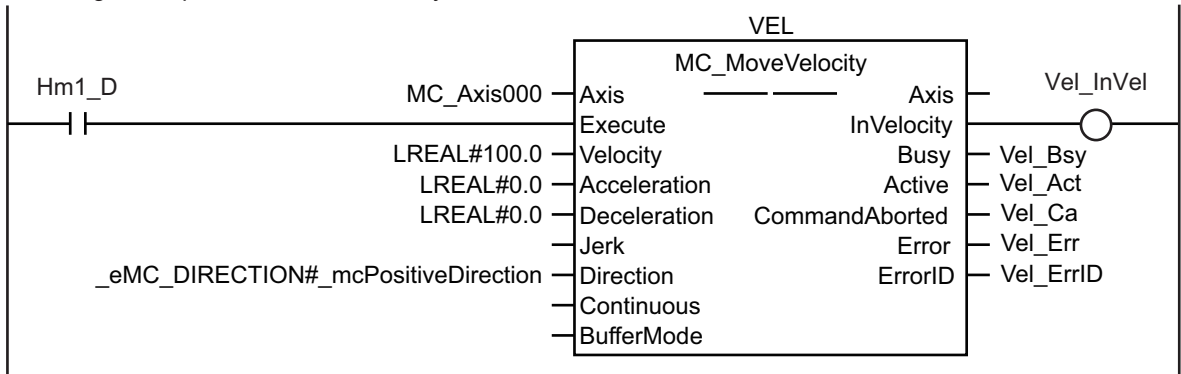 VEL
MC_MoveVelocity
Hm1_D
Vel_InVel
MC_Axis000 Axis Axis
Execute InVelocity
LREAL#100.0 Velocity Busy Vel_Bsy
LREAL#0.0 Acceleration Active Vel_Act
LREAL#0.0 Deceleration CommandAborted Vel_Ca
Jerk Error Vel_Err
_eMC_DIRECTION#_mcPositiveDirection Direction ErrorID Vel_ErrID
Continuous
BufferMode